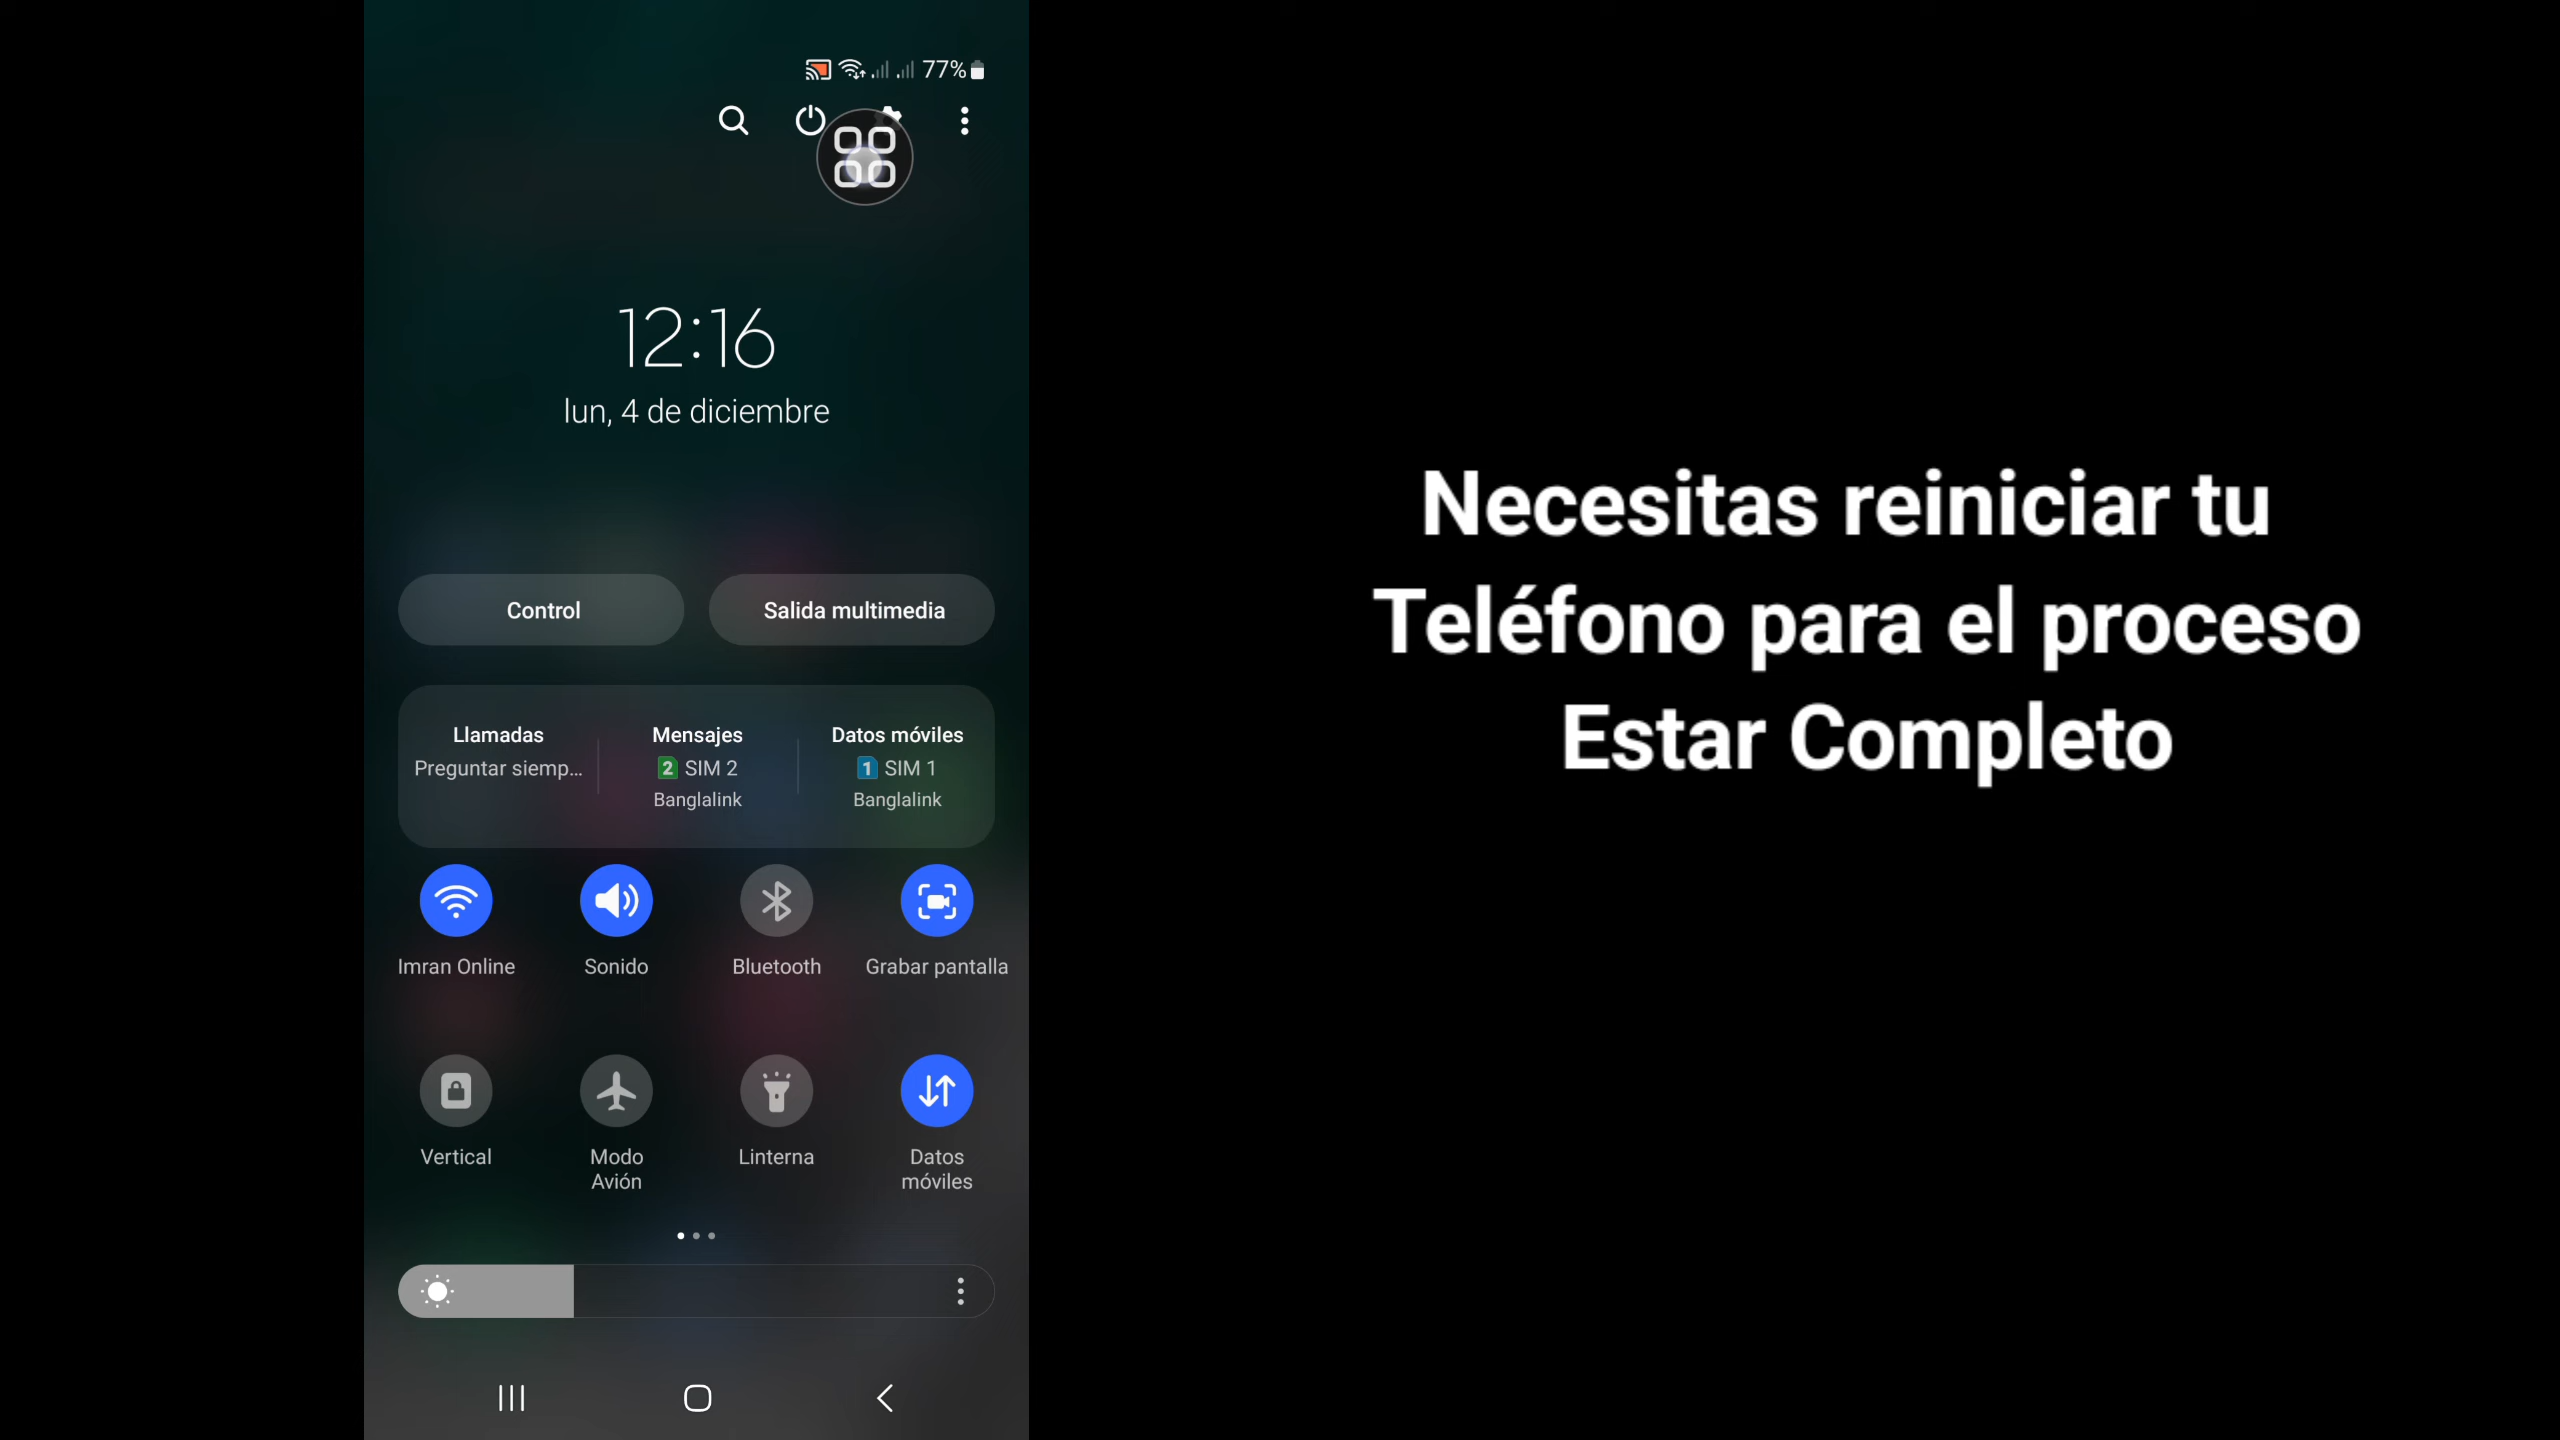 77%
12:16
lun, 4 de diciembre
Control
Salida multimedia
Llamadas
Preguntar siemp...
Mensajes
2 SIM 2
Banglalink
Datos móviles
1 SIM 1
Banglalink
Imran Online
Sonido
Bluetooth
Grabar pantalla
Vertical
Modo
Avión
Linterna
Datos
móviles
Necesitas reiniciar tu
Teléfono para el proceso
Estar Completo